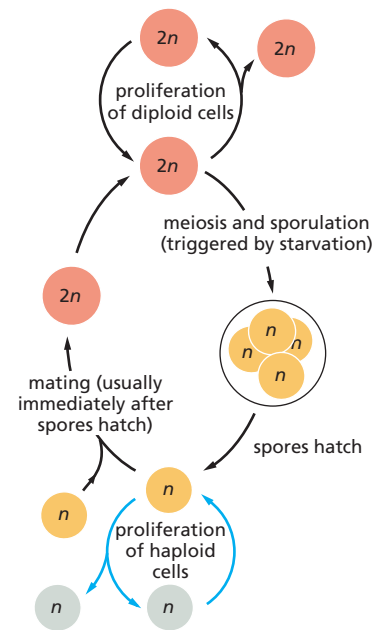 2n
2n
proliferation
of diploid cells
2n
meiosis and sporulation
(triggered by starvation)
2n
n
n
n
n
mating (usually
immediately after
spores hatch)
spores hatch
n
n
proliferation
of haploid
cells
n
n